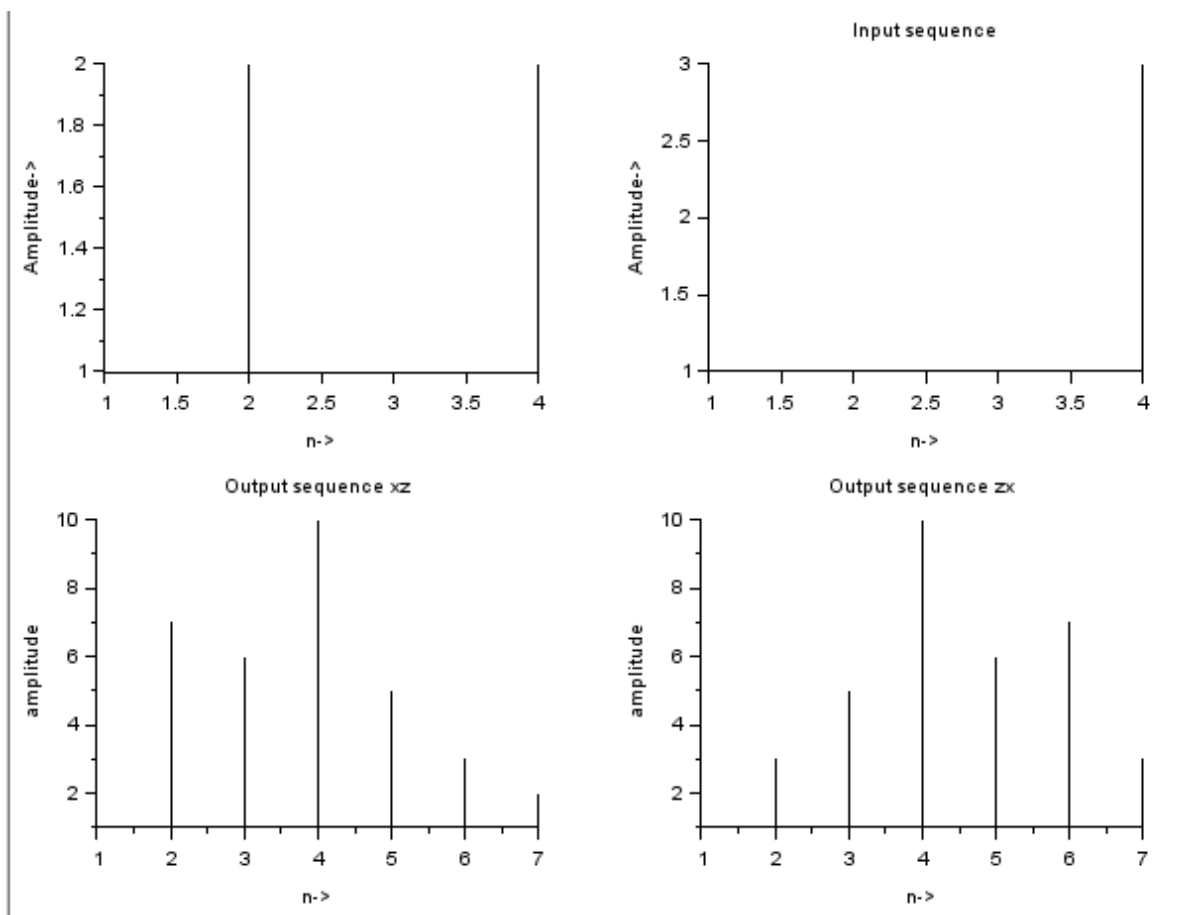 Amplitude->
2
1.8
1.6
1.4
1.2
1
1 1.5 2 2.5 3 3.5 4
n->
Input sequence
Amplitude->
3
2.5
2
1.5
1
1 1.5 2 2.5 3 3.5 4
n->
Output sequence xz
amplitude
10
8
6
4
2
1 2 3 4 5 6 7
n->
Output sequence zx
amplitude
10
8
6
4
2
1 2 3 4 5 6 7
n->